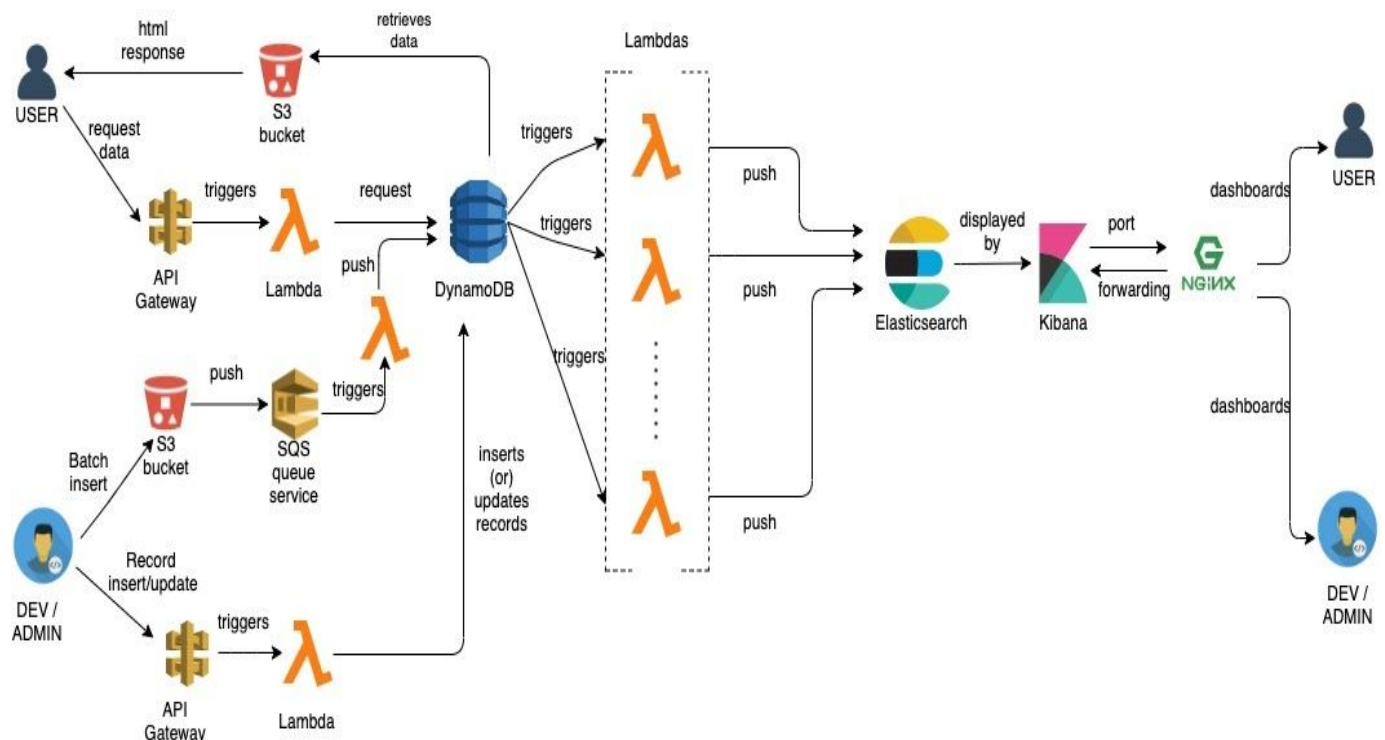 html
response
retrieves
data
Lambdas
USER
S3
bucket
request
data
triggers
request
triggers
push
USER
dashboards
triggers
push
displayed
by
port
API
Gateway
Lambda
DynamoDB
push
Elasticsearch
Kibana
forwarding
NGiNX
push
triggers
triggers
dashboards
S3
bucket
SQS
queue
service
Batch
insert
inserts
(or)
updates
records
push
Record
insert/update
DEV /
ADMIN
triggers
API
Gateway
Lambda
DEV /
ADMIN